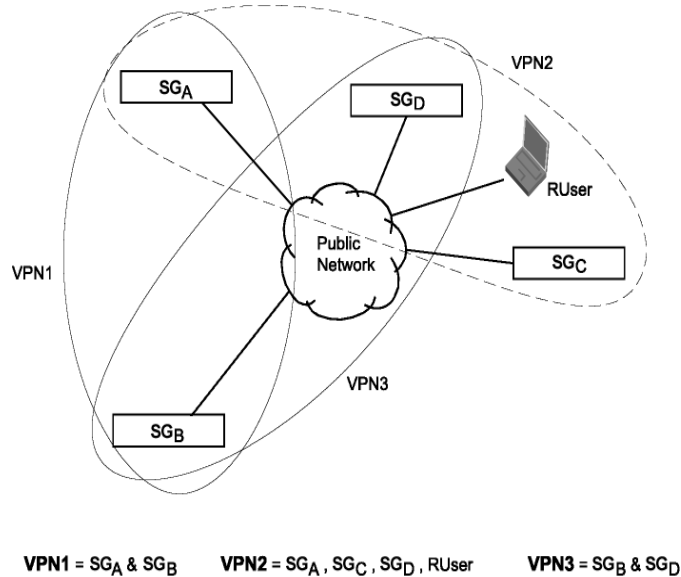 VPN2
SGA
SGD
RUser
Public
Network
SGC
VPN1
VPN3
SGB
VPN1 = SGA & SGB VPN2 = SGA , SGC , SGD , RUser VPN3 = SGB & SGD